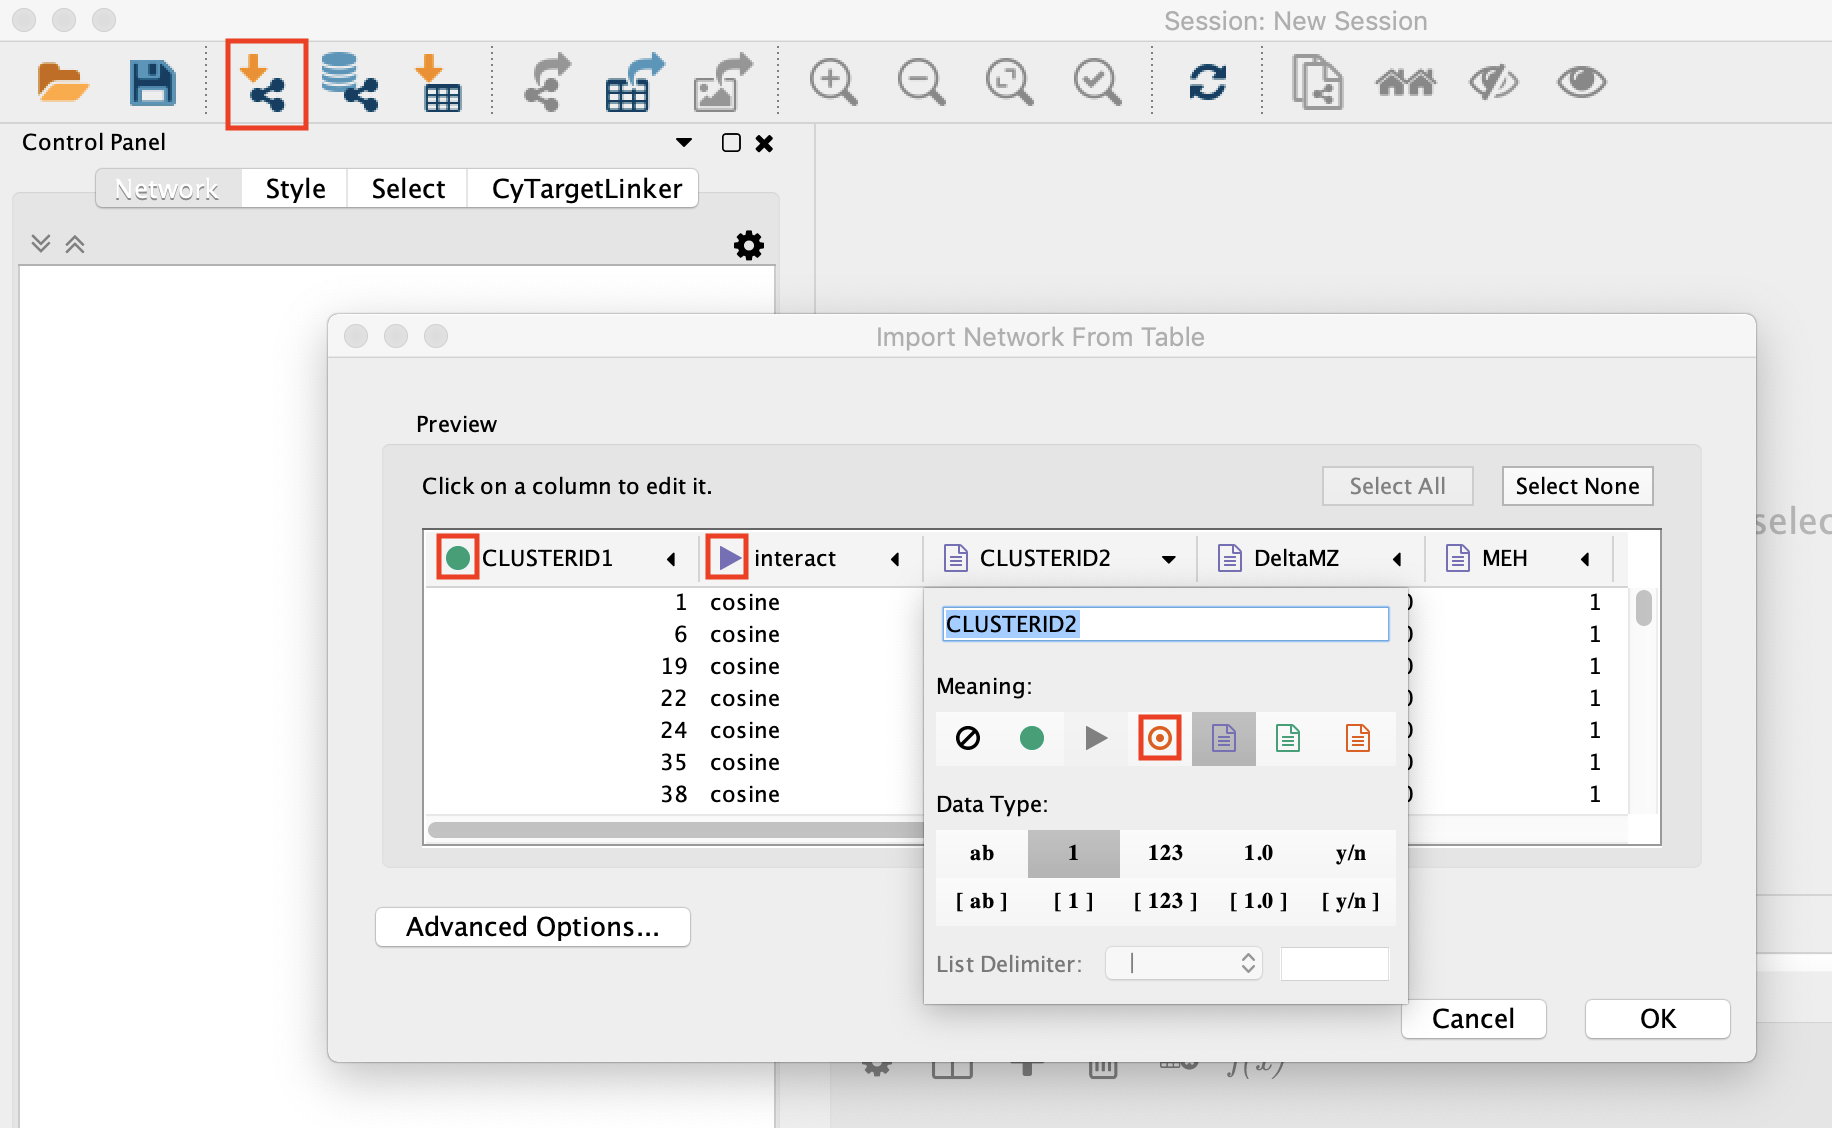 Session: New Session
Control Panel
Network Style Select CyTargetLinker
Import Network From Table
Preview
Click on a column to edit it. Select All Select None
CLUSTERID1 interact CLUSTERID2 DeltaMZ MEH
1 cosine 1
6 cosine 1
19 cosine 1
22 cosine 1
24 cosine 1
35 cosine 1
38 cosine 1
CLUSTERID2
Meaning:
Data Type:
ab 1 123 1.0 y/n
[ ab ] [ 1 ] [ 123 ] [ 1.0 ] [ y/n ]
List Delimiter: |
Advanced Options...
Cancel OK
f(x)